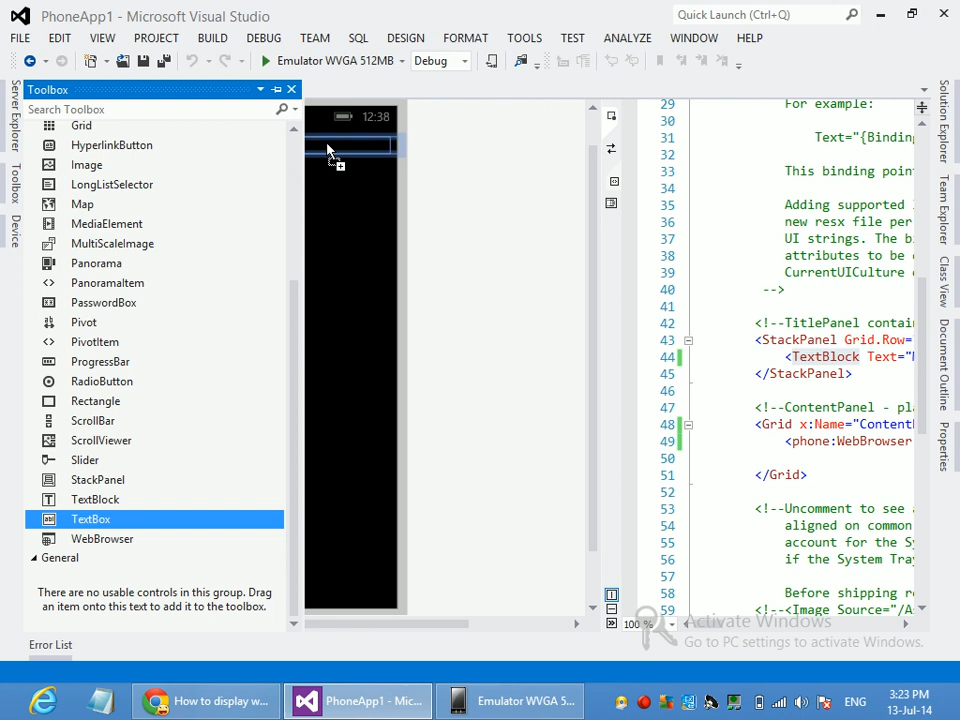 PhoneApp1 - Microsoft Visual Studio
Quick Launch (Ctrl+Q)
FILE EDIT VIEW PROJECT BUILD DEBUG TEAM SQL DESIGN FORMAT TOOLS TEST ANALYZE WINDOW HELP
Emulator WVGA 512MB Debug
Toolbox
Search Toolbox
Grid
HyperlinkButton
Image
LongListSelector
Map
MediaElement
MultiScaleImage
Panorama
PanoramaItem
PasswordBox
Pivot
PivotItem
ProgressBar
RadioButton
Rectangle
ScrollBar
ScrollViewer
Slider
StackPanel
TextBlock
TextBox
WebBrowser
General
There are no usable controls in this group. Drag
an item onto this text to add it to the toolbox.
Server Explorer
Toolbox
Device
12:38
29 For example:
30
31 Text="{Binding
32
33 This binding poin
34
35 Adding supported
36 new resx file per
37 UI strings. The b
38 attributes to be
39 CurrentUICulture
40 -->
41
42 <!--TitlePanel contai
43 <StackPanel Grid.Row=
44 <TextBlock Text="M
45 </StackPanel>
46
47 <!--ContentPanel - pla
48 <Grid x:Name="Content
49 <phone:WebBrowser
50
51 </Grid>
52
53 <!--Uncomment to see a
54 aligned on common
55 account for the Sy
56 if the System Tray
57
58 Before shipping re
59 <!--<Image Source="/A
100 %
Solution Explorer
Team Explorer
Class View
Document Outline
Properties
Activate Windows
Go to PC settings to activate Windows.
Error List
How to display w...
PhoneApp1 - Mic...
Emulator WVGA 5...
ENG
3:23 PM
13-Jul-14